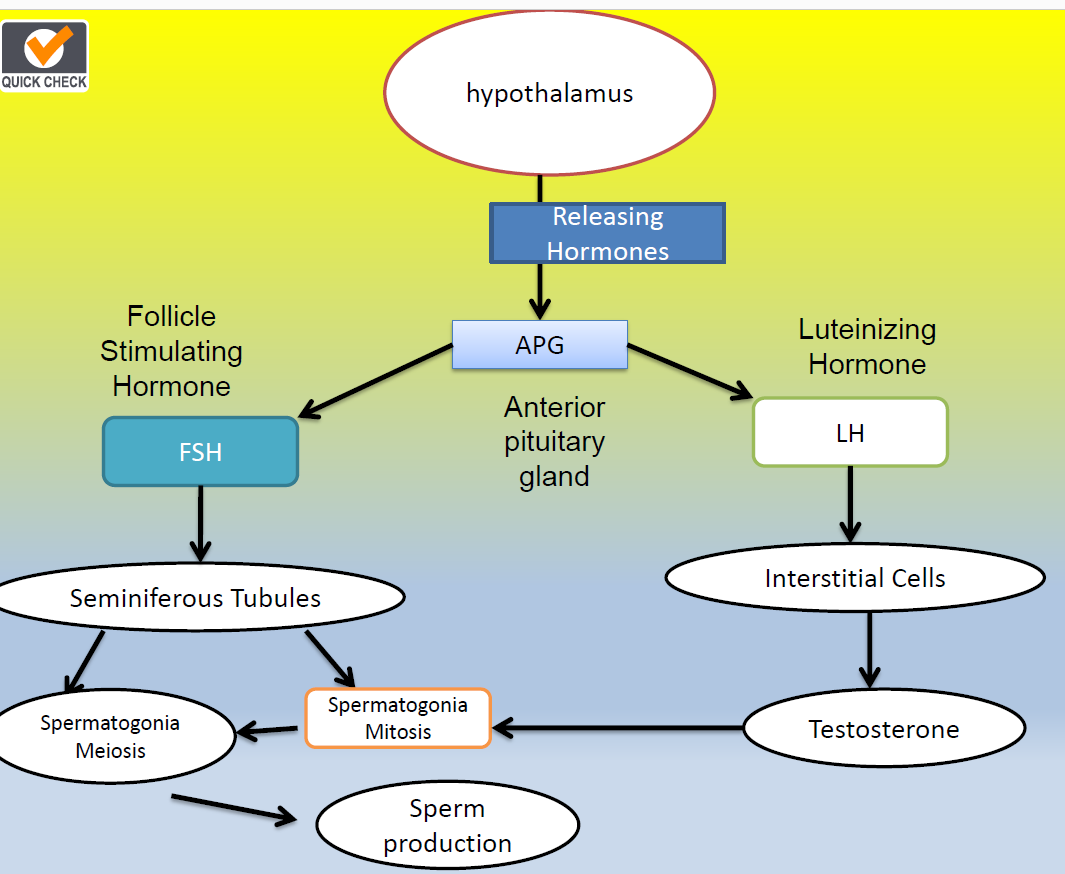 QUICK CHECK
hypothalamus
Releasing
Hormones
Follicle
Stimulating
Hormone
APG
Luteinizing
Hormone
Anterior
pituitary
gland
FSH
LH
Seminiferous Tubules
Interstitial Cells
Spermatogonia
Meiosis
Spermatogonia
Mitosis
Testosterone
Sperm
production